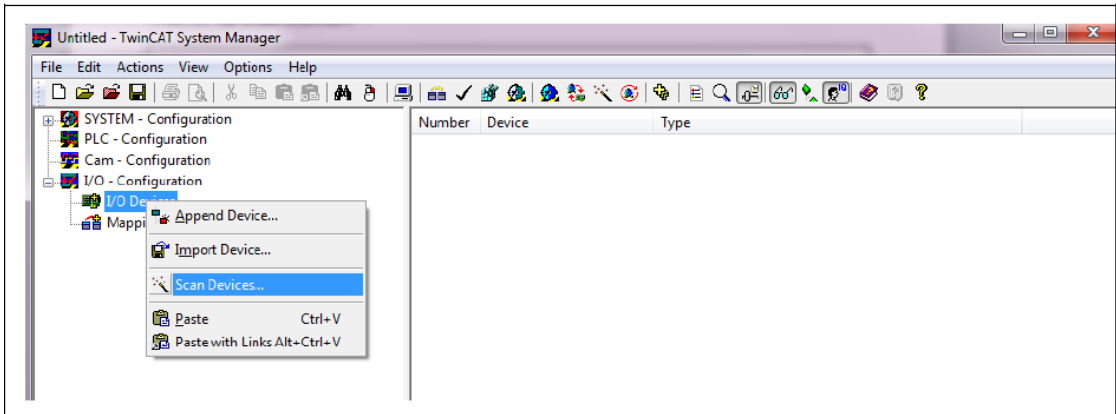 Untitled - TwinCAT System Manager
File Edit Actions View Options Help
SYSTEM - Configuration
Number Device Type
PLC - Configuration
Cam - Configuration
I/O - Configuration
I/O Devices
Mappi
Append Device...
Import Device...
Scan Devices...
Paste Ctrl+V
Paste with Links Alt+Ctrl+V